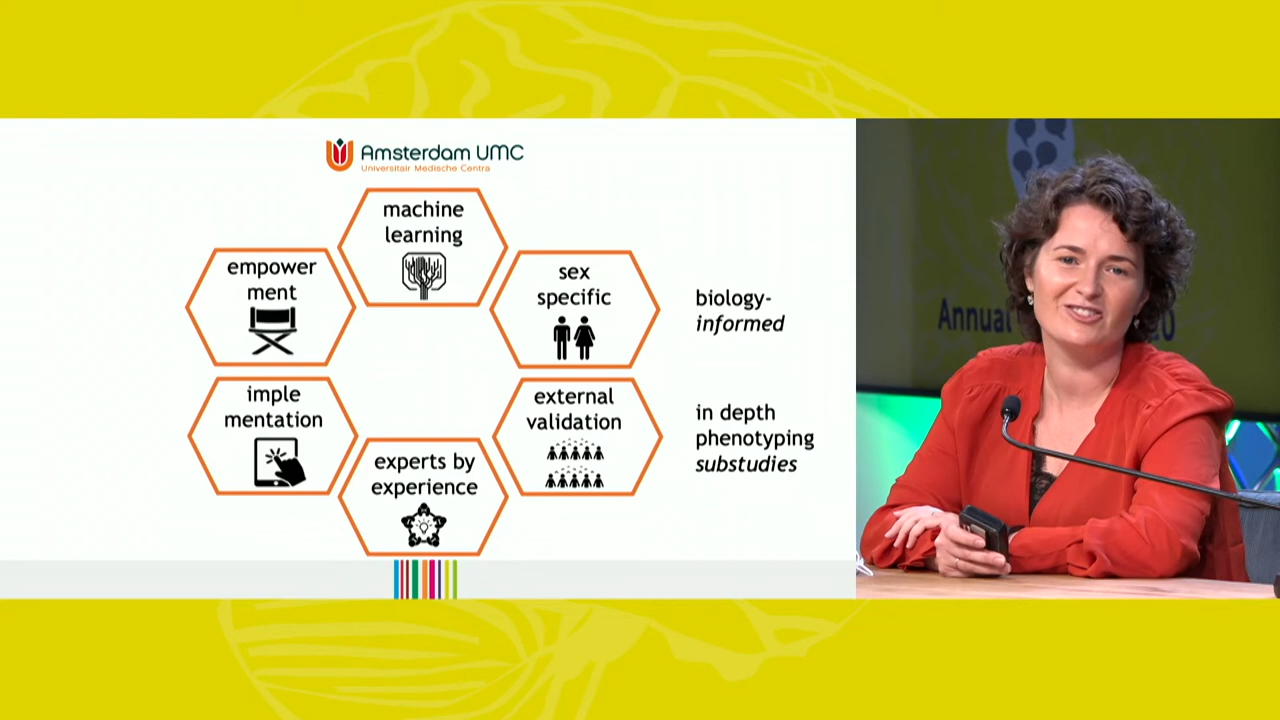 Amsterdam UMC
Universitair Medische Centra
machine
learning
empower
ment
sex
specific
biology-
informed
imple
mentation
external
validation
in depth
phenotyping
substudies
experts by
experience
Annual
20